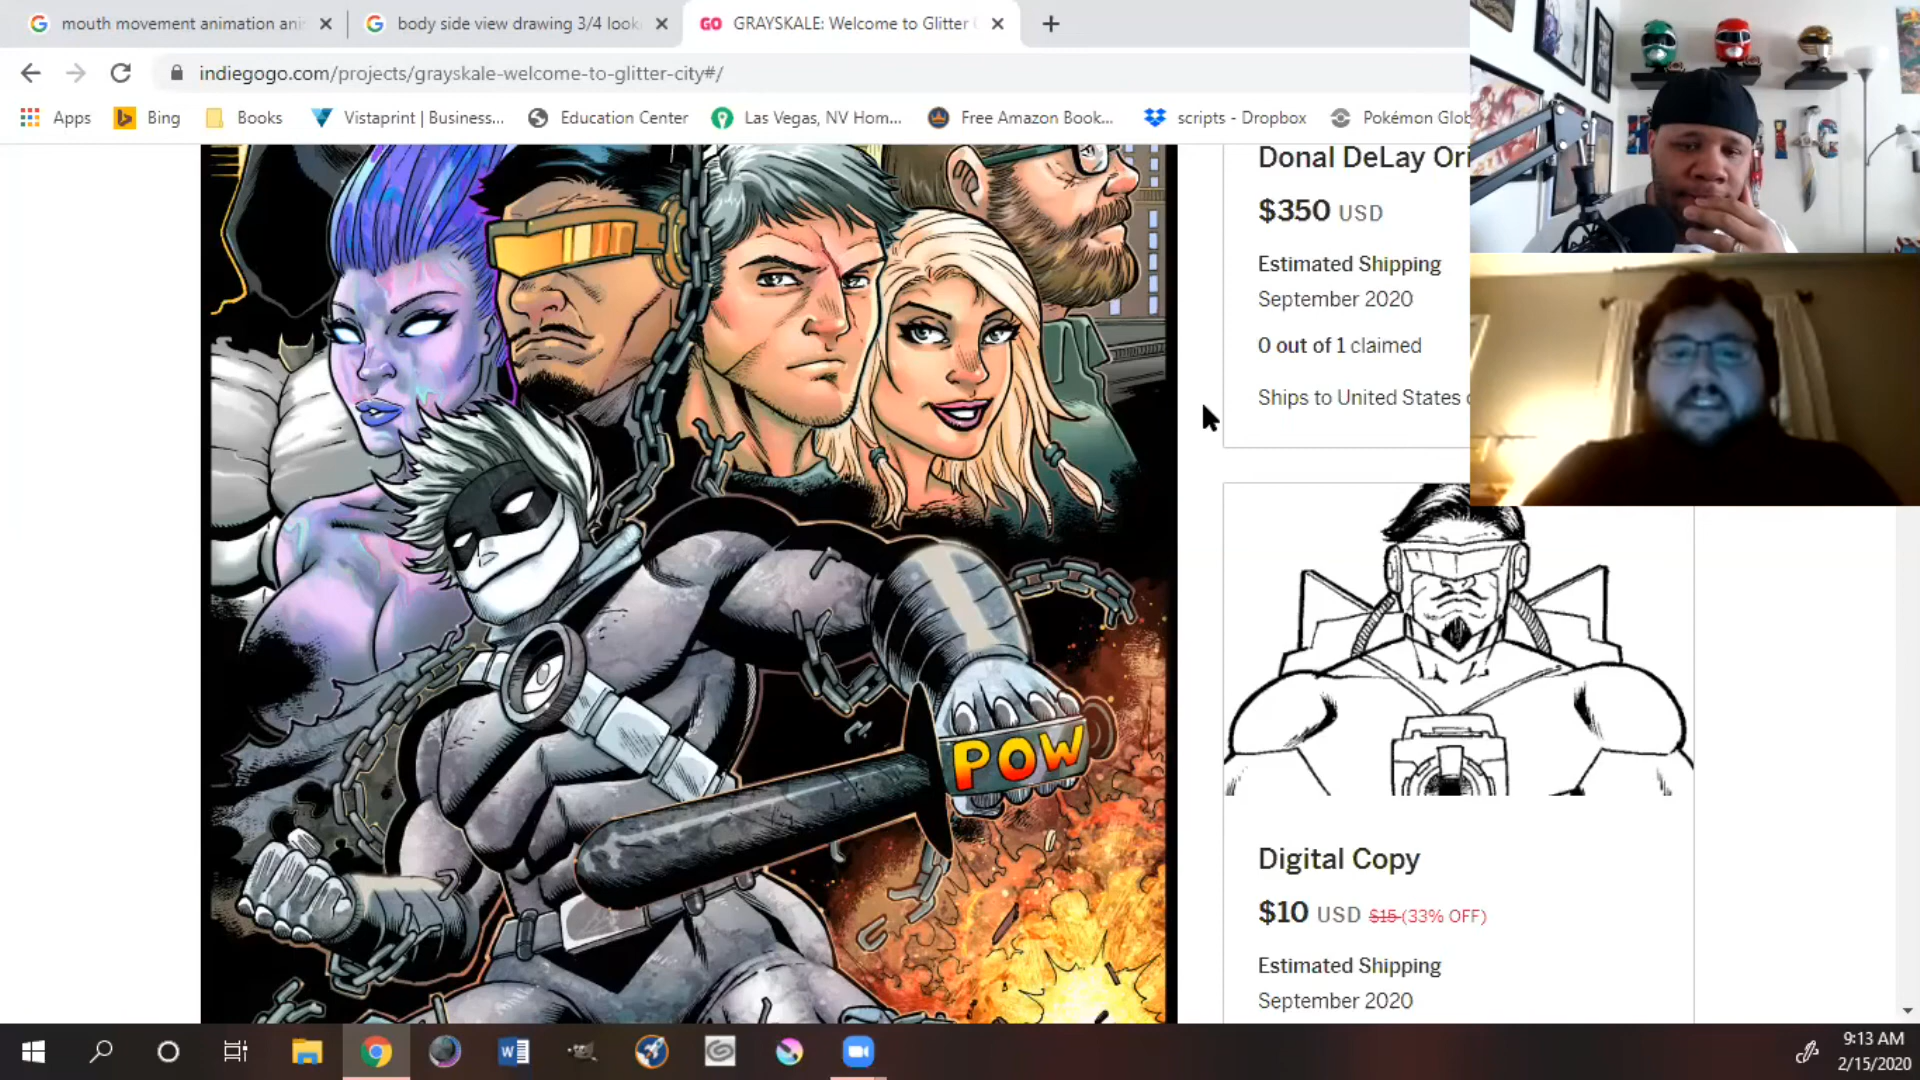 mouth movement animation ani
body side view drawing 3/4 look
GO GRAYSKALE: Welcome to Glitter
indiegogo.com/projects/grayskale-welcome-to-glitter-city#/
Apps
Bing
Books
Vistaprint | Business...
Education Center
Las Vegas, NV Hom...
Free Amazon Book...
scripts - Dropbox
Pokémon Glob
Donal DeLay Ori
$350 USD
Estimated Shipping
September 2020
0 out of 1 claimed
Ships to United States
POW
Digital Copy
$10 USD $15 (33% OFF)
Estimated Shipping
September 2020
9:13 AM
2/15/2020